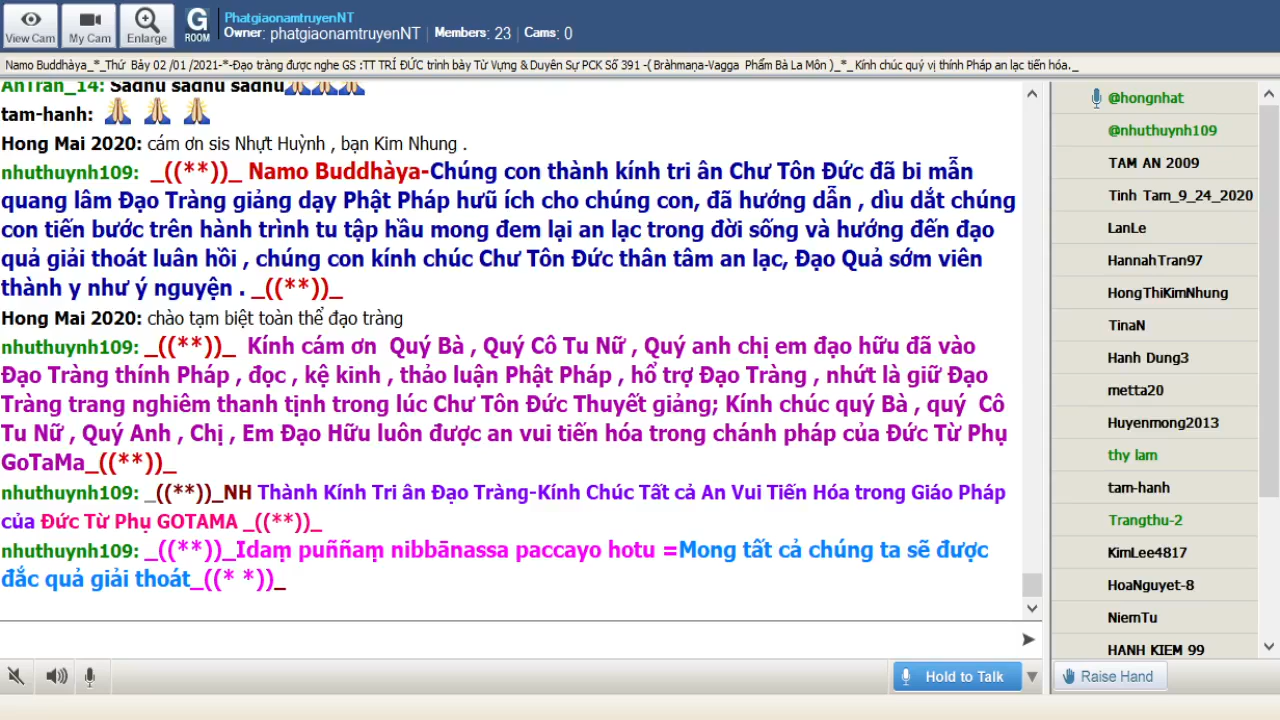 View Cam
My Cam
Enlarge
G
ROOM
PhatgiaonamtruyenNT
Owner: phatgiaonamtruyenNT | Members: 23 | Cams: 0
Namo Buddhàya_*_Thứ Bảy 02 /01 /2021-*-Đạo tràng được nghe GS :TT TRÍ ĐỨC trình bày Từ Vựng & Duyên Sự PCK Số 391 -( Bràhmaṇa-Vagga Phẩm Bà La Môn )_*_Kính chúc quý vị thính Pháp an lạc tiến hóa._
AnTran_14: Sadhu sadhu sadhu
tam-hanh:
Hong Mai 2020: cám ơn sis Nhựt Huỳnh , bạn Kim Nhung .
nhuthuynh109: _((**))_ Namo Buddhàya-Chúng con thành kính tri ân Chư Tôn Đức đã bi mẫn
quang lâm Đạo Tràng giảng dạy Phật Pháp hưũ ích cho chúng con, đã hướng dẫn , dìu dắt chúng
con tiến bước trên hành trình tu tập hầu mong đem lại an lạc trong đời sống và hướng đến đạo
quả giải thoát luân hồi , chúng con kính chúc Chư Tôn Đức thân tâm an lạc, Đạo Quả sớm viên
thành y như ý nguyện . _((**))_
Hong Mai 2020: chào tạm biệt toàn thể đạo tràng
nhuthuynh109: _((**))_ Kính cám ơn Quý Bà , Quý Cô Tu Nữ , Quý anh chị em đạo hữu đã vào
Đạo Tràng thính Pháp , đọc , kệ kinh , thảo luận Phật Pháp , hổ trợ Đạo Tràng , nhứt là giữ Đạo
Tràng trang nghiêm thanh tịnh trong lúc Chư Tôn Đức Thuyết giảng; Kính chúc quý Bà , quý Cô
Tu Nữ , Quý Anh , Chị , Em Đạo Hữu luôn được an vui tiến hóa trong chánh pháp của Đức Từ Phụ
GoTaMa_((**))_
nhuthuynh109: _((**))_NH Thành Kính Tri ân Đạo Tràng-Kính Chúc Tất cả An Vui Tiến Hóa trong Giáo Pháp
của Đức Từ Phụ GOTAMA _((**))_
nhuthuynh109: _((**))_Idaṃ puññaṃ nibbānassa paccayo hotu =Mong tất cả chúng ta sẽ được
đắc quả giải thoát_((* *))_
Hold to Talk
@hongnhat
@nhuthuynh109
TAM AN 2009
Tinh Tam_9_24_2020
LanLe
HannahTran97
HongThiKimNhung
TinaN
Hanh Dung3
metta20
Huyenmong2013
thy lam
tam-hanh
Trangthu-2
KimLee4817
HoaNguyet-8
NiemTu
HANH KIEM 99
Raise Hand